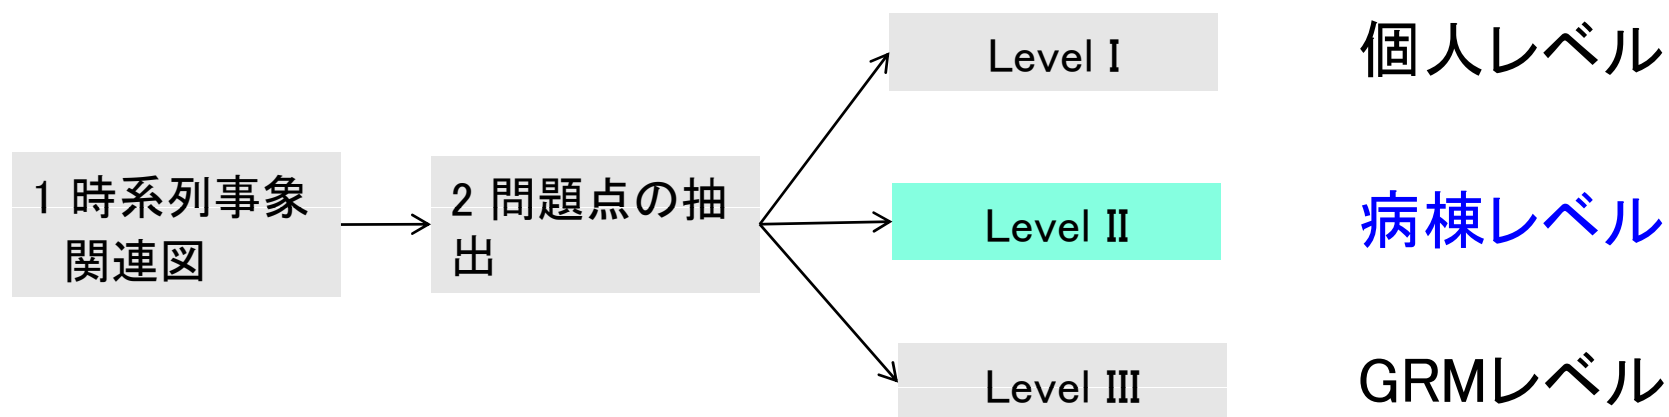 1 時系列事象
関連図
2 問題点の抽
出
Level I
個人レベル
Level II
病棟レベル
Level III
GRMレベル